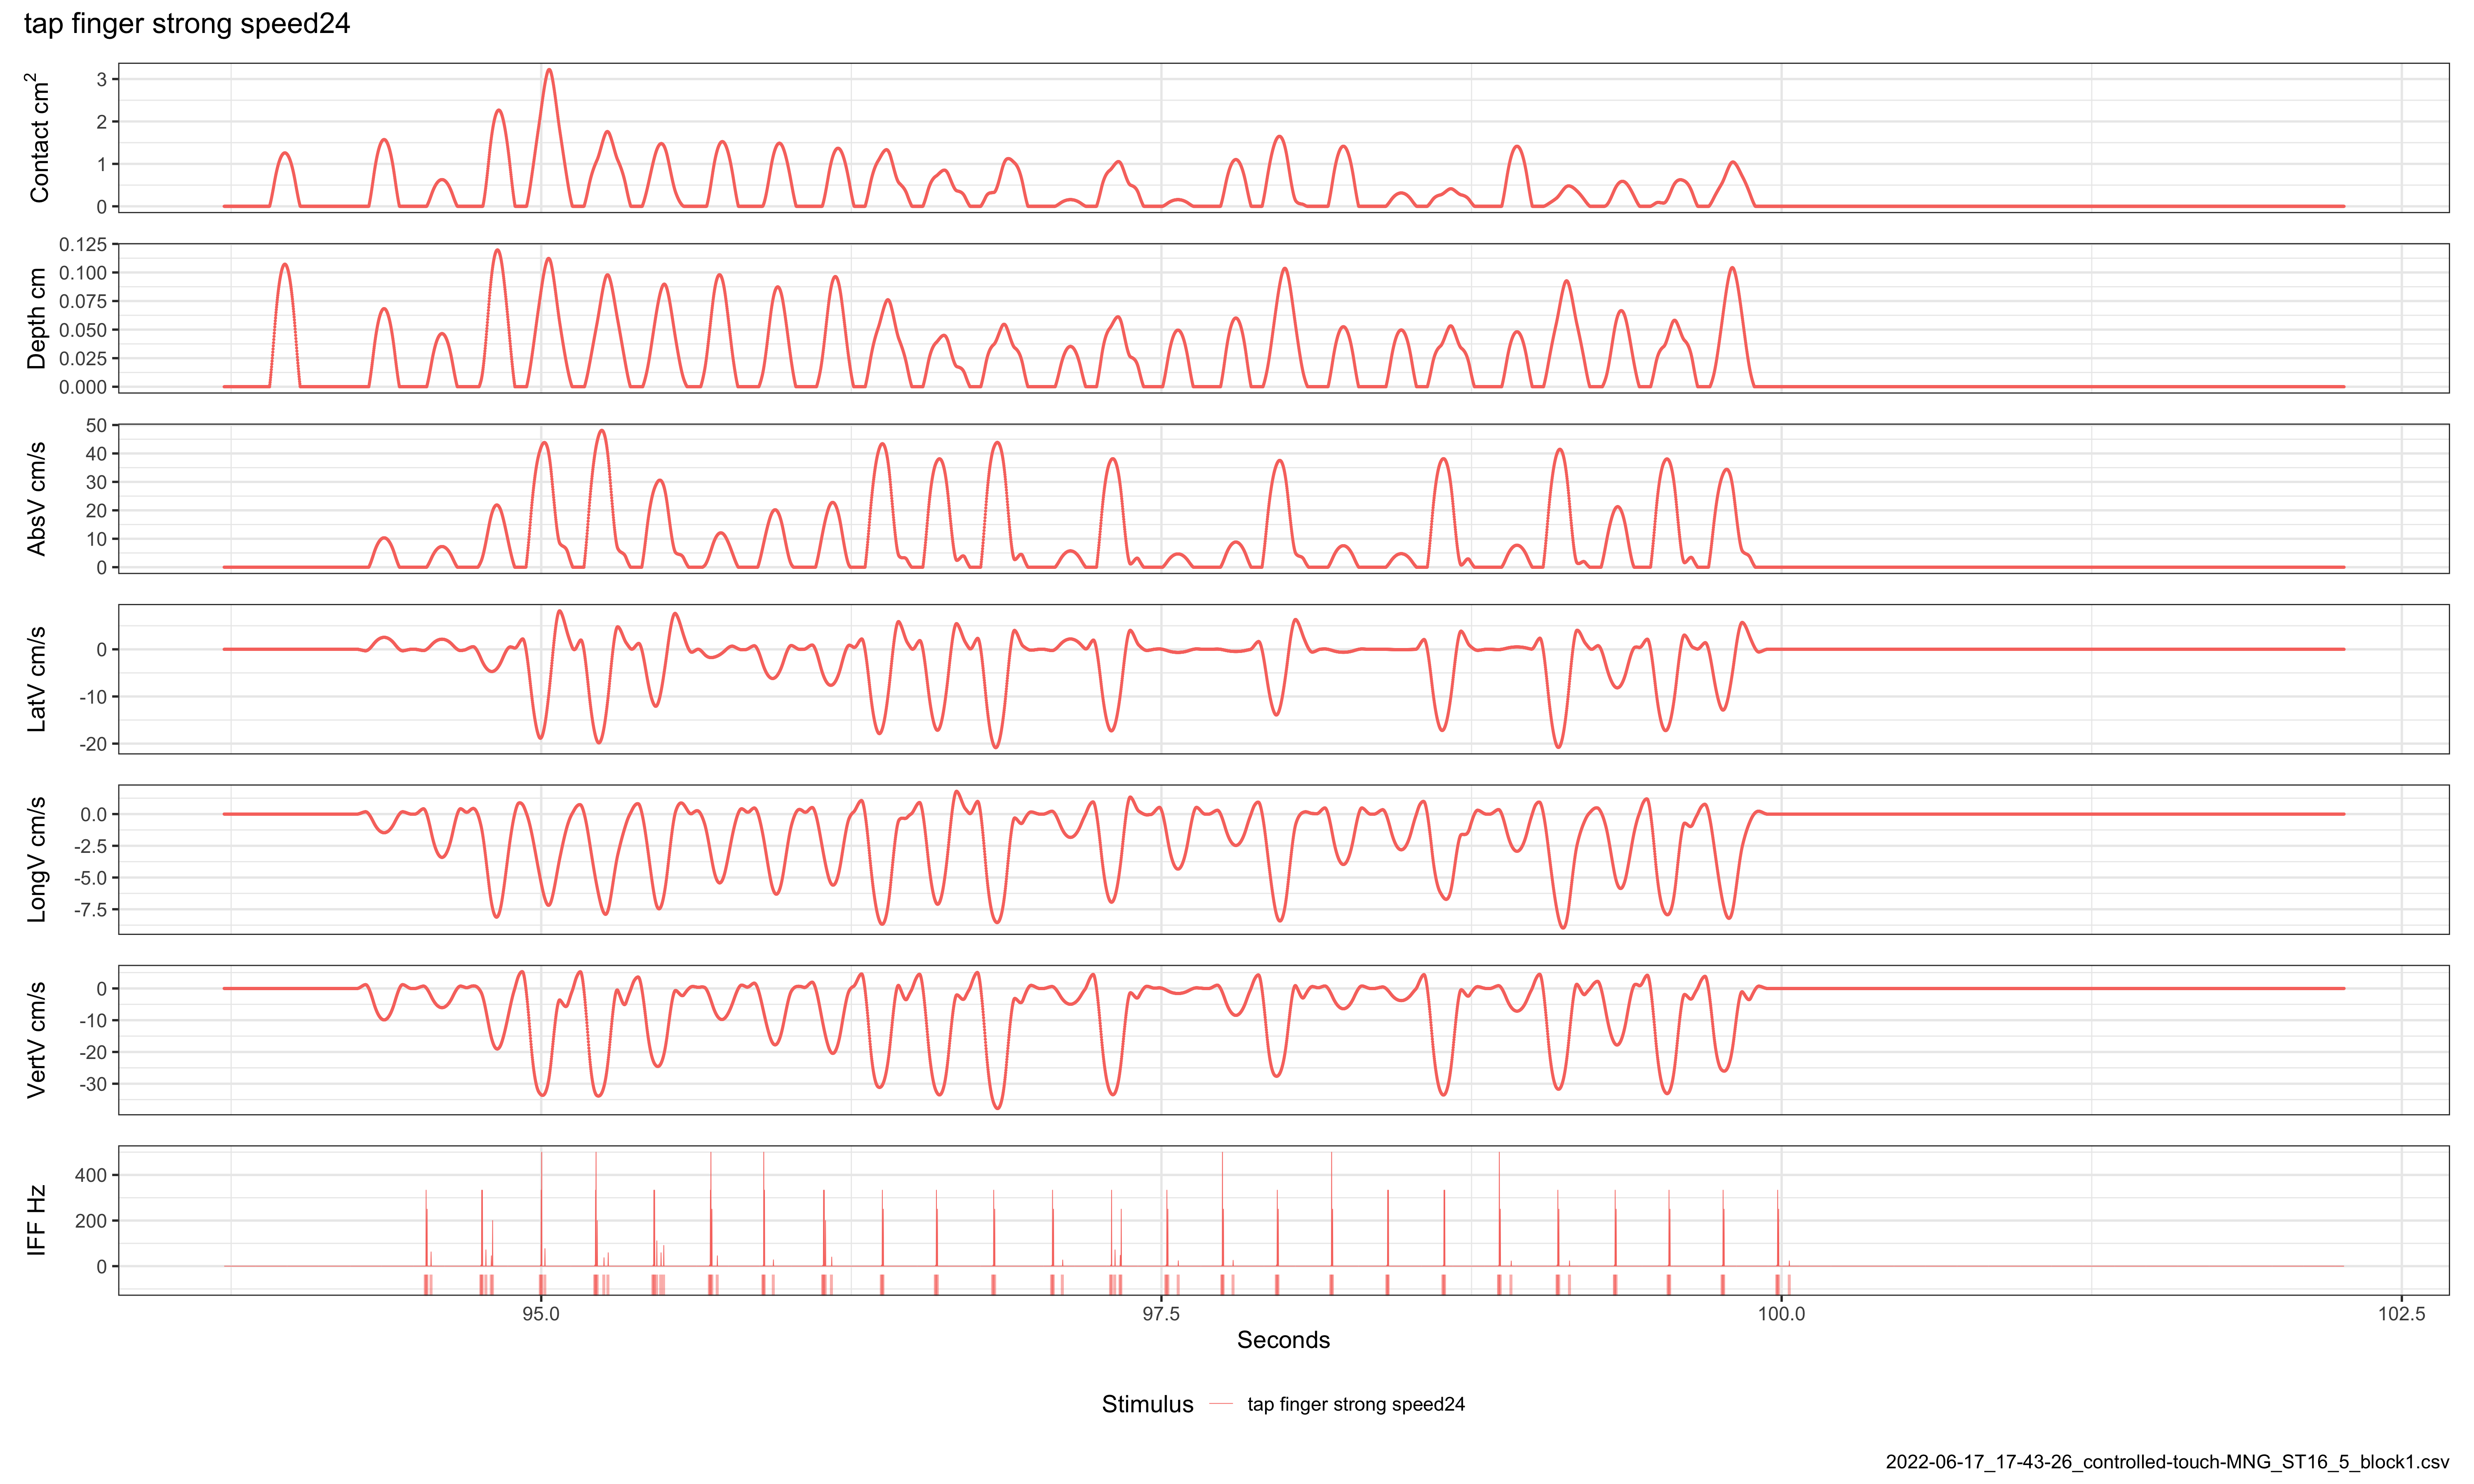 tap finger strong speed24
Contact cm²
3
2
1
0
Depth cm
0.125
0.100
0.075
0.050
0.025
0.000
AbsV cm/s
50
40
30
20
10
0
LatV cm/s
0
-10
-20
LongV cm/s
0.0
-2.5
-5.0
-7.5
VertV cm/s
0
-10
-20
-30
IFF Hz
400
200
0
95.0 97.5 100.0 102.5
Seconds
Stimulus tap finger strong speed24
2022-06-17_17-43-26_controlled-touch-MNG_ST16_5_block1.csv